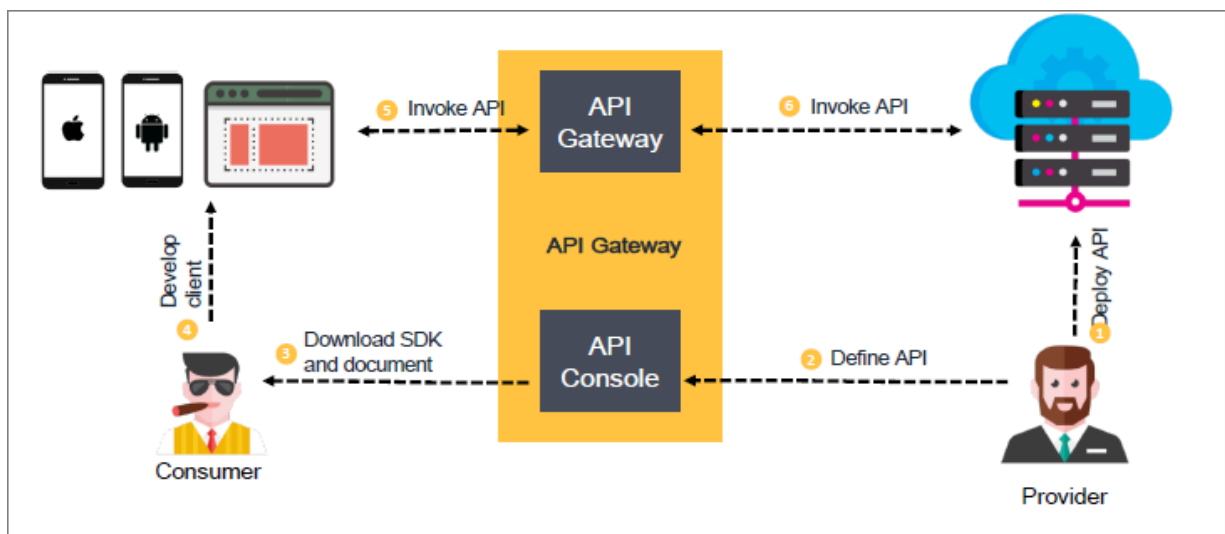 5 Invoke API
API
Gateway
6 Invoke API
API Gateway
Develop
client
4
Deploy API
1
3 Download SDK
and document
API
Console
2 Define API
Consumer
Provider